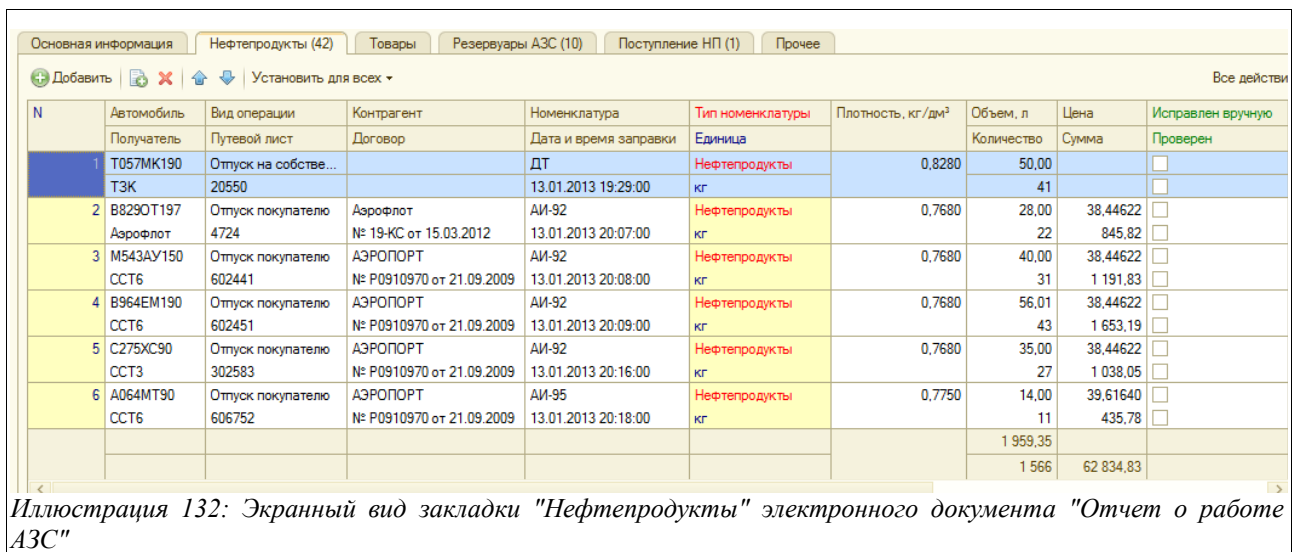 Основная информация Нефтепродукты (42) Товары Резервуары АЗС (10) Поступление НП (1) Прочее
Добавить Установить для всех Все действи
N Автомобиль Вид операции Контрагент Номенклатура Тип номенклатуры Плотность, кг/дм³ Объем, л Цена Исправлен вручную
Получатель Путевой лист Договор Дата и время заправки Единица Количество Сумма Проверен
1 Т057МК190 Отпуск на собстве... ДТ Нефтепродукты 0,8280 50,00
ТЗК 20550 13.01.2013 19:29:00 кг 41
2 В829ОТ197 Отпуск покупателю Аэрофлот АИ-92 Нефтепродукты 0,7680 28,00 38,44622
Аэрофлот 4724 № 19-КС от 15.03.2012 13.01.2013 20:07:00 кг 22 845,82
3 М543АУ150 Отпуск покупателю АЭРОПОРТ АИ-92 Нефтепродукты 0,7680 40,00 38,44622
ССТ6 602441 № Р0910970 от 21.09.2009 13.01.2013 20:08:00 кг 31 1 191,83
4 В964ЕМ190 Отпуск покупателю АЭРОПОРТ АИ-92 Нефтепродукты 0,7680 56,01 38,44622
ССТ6 602451 № Р0910970 от 21.09.2009 13.01.2013 20:09:00 кг 43 1 653,19
5 С275ХС90 Отпуск покупателю АЭРОПОРТ АИ-92 Нефтепродукты 0,7680 35,00 38,44622
ССТ3 302583 № Р0910970 от 21.09.2009 13.01.2013 20:16:00 кг 27 1 038,05
6 А064МТ90 Отпуск покупателю АЭРОПОРТ АИ-95 Нефтепродукты 0,7750 14,00 39,61640
ССТ6 606752 № Р0910970 от 21.09.2009 13.01.2013 20:18:00 кг 11 435,78
1 959,35
1 566 62 834,83
Иллюстрация 132: Экранный вид закладки "Нефтепродукты" электронного документа "Отчет о работе
АЗС"